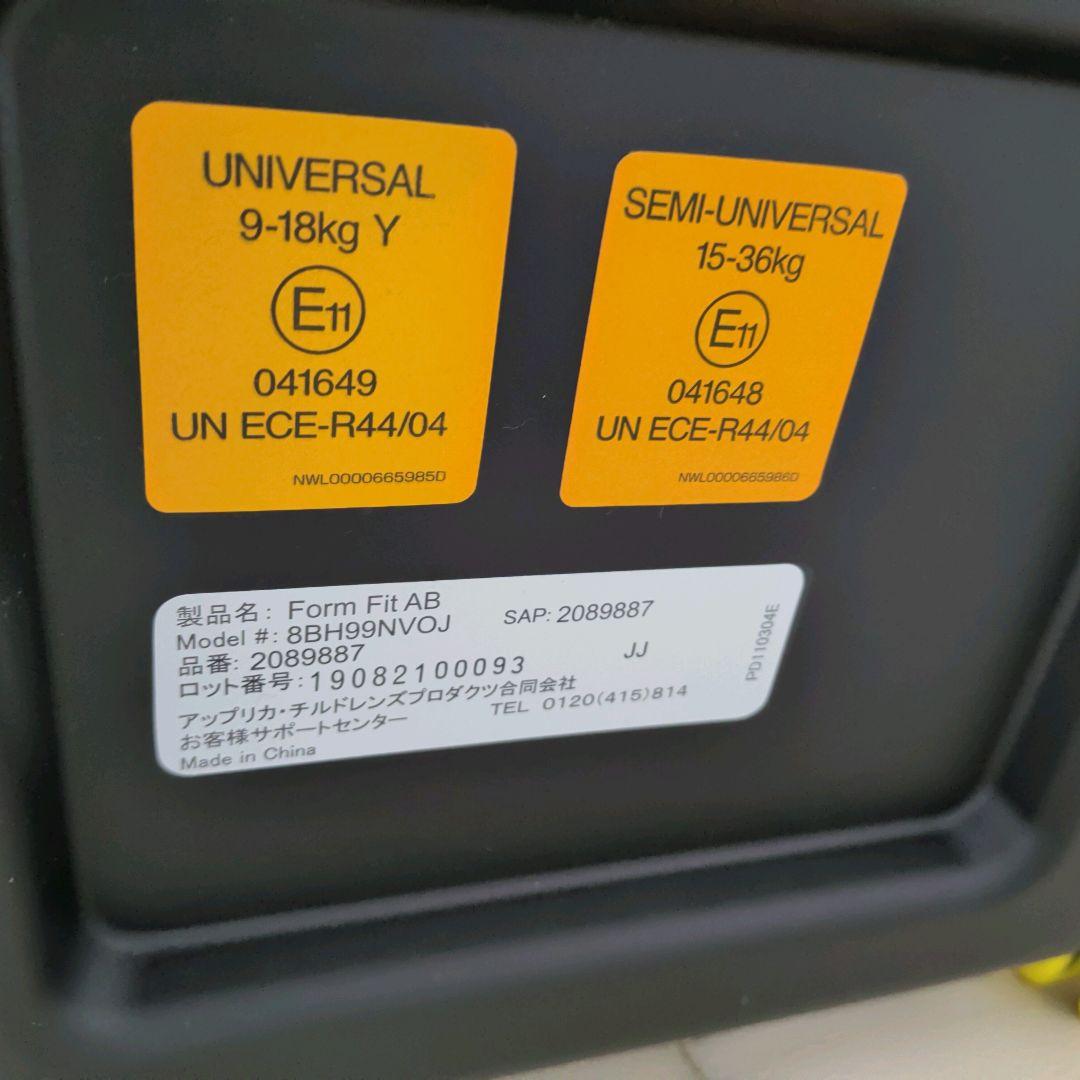 UNIVERSAL
9-18kg Y
E11
041649
UN ECE-R44/04
NWL0000665985D
SEMI-UNIVERSAL
15-36kg
E11
041648
UN ECE-R44/04
NWL0000665986D
製品名: Form Fit AB
Model #: 8BH99NVOJ SAP: 2089887
品番: 2089887
ロット番号: 19082100093 JJ
アップリカ・チルドレンズプロダクツ合同会社
お客様サポートセンター TEL 0120(415)814
Made in China
PD110304E